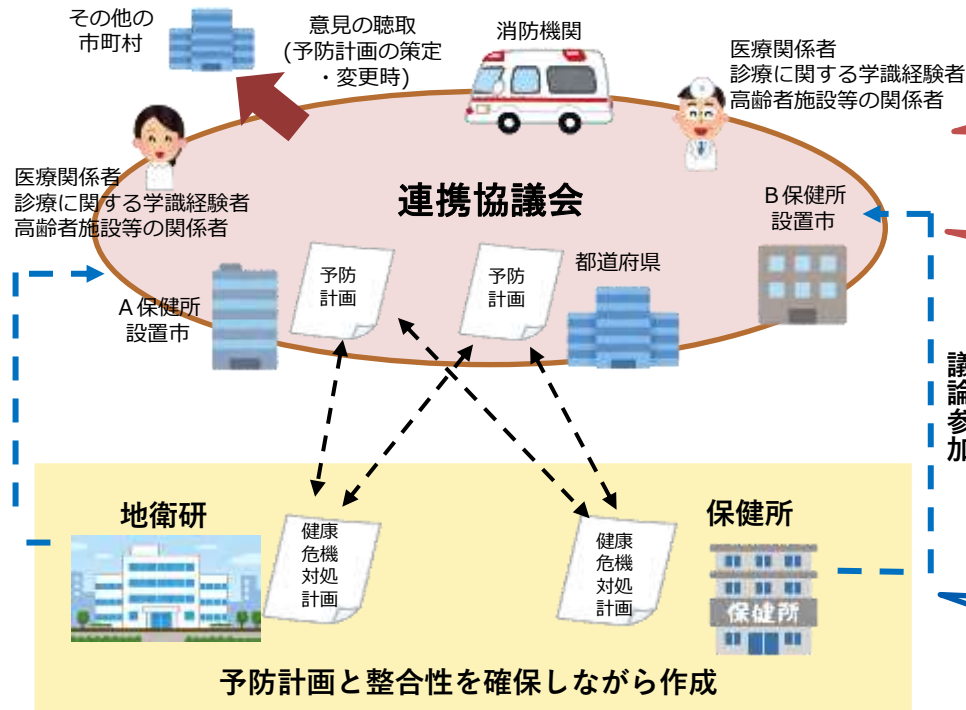 その他の
市町村
意見の聴取
(予防計画の策定
・変更時)
消防機関
医療関係者
診療に関する学識経験者
高齢者施設等の関係者
医療関係者
診療に関する学識経験者
高齢者施設等の関係者
連携協議会
B保健所
設置市
A保健所
設置市
予防
計画
予防
計画
都道府県
議論参加
地衛研
健康
危機
対処
計画
健康
危機
対処
計画
保健所
保健所
予防計画と整合性を確保しながら作成